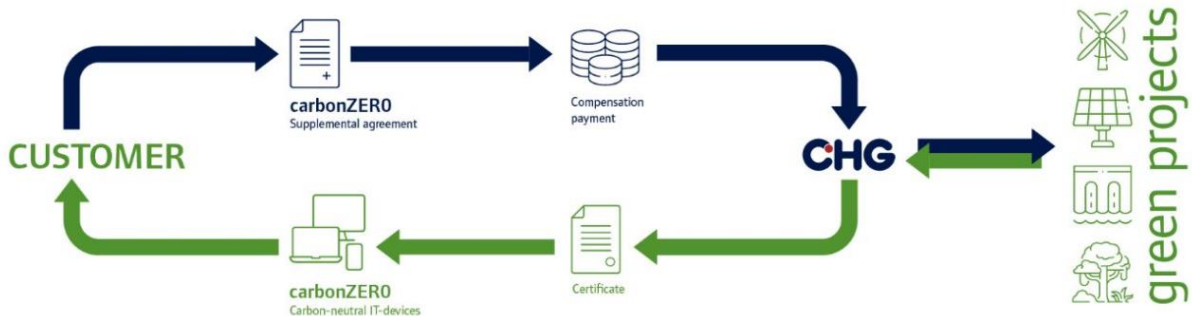 carbonZER0
Supplemental agreement
Compensation
payment
CUSTOMER
CHG
green projects
carbonZER0
Carbon-neutral IT-devices
Certificate